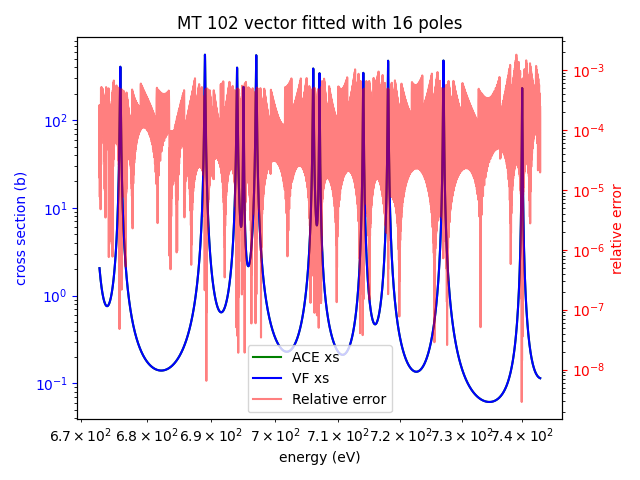 MT 102 vector fitted with 16 poles
cross section (b)
10²
10¹
10⁰
10⁻¹
10⁻³
10⁻⁴
10⁻⁵
10⁻⁶
10⁻⁷
10⁻⁸
relative error
ACE xs
VF xs
Relative error
6.7 × 10² 6.8 × 10² 6.9 × 10² 7 × 10² 7.1 × 10² 7.2 × 10² 7.3 × 10² 7.4 × 10²
energy (eV)